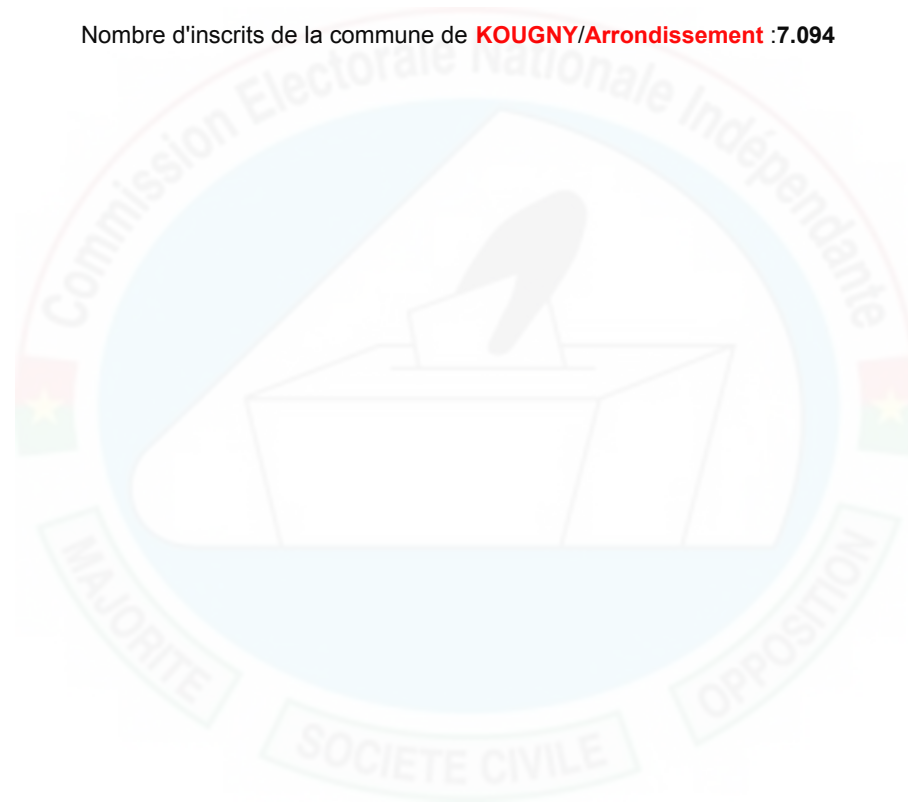 Nombre d'inscrits de la commune de KOUGNY/Arrondissement :7.094
Commission Electorale Nationale Indépendante
MAJORITE
SOCIETE CIVILE
OPPOSITION